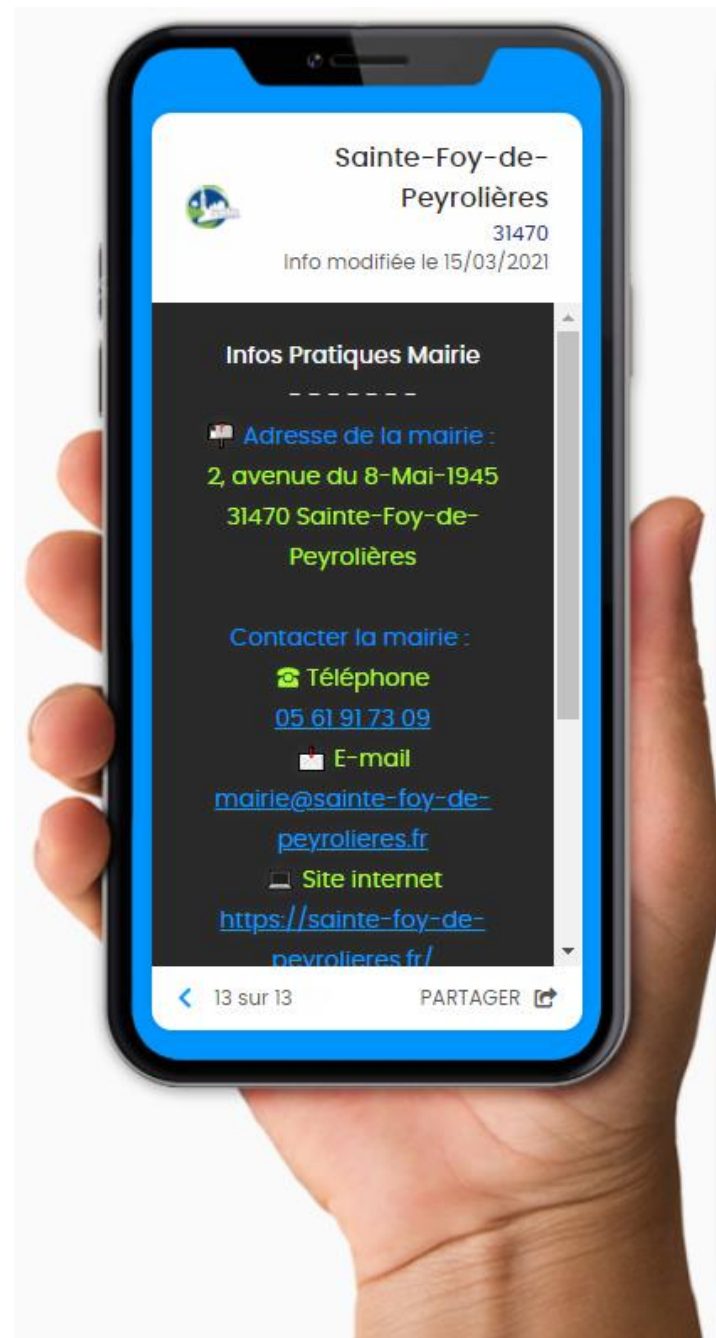 Sainte-Foy-de-
Peyrolières
31470
Info modifiée le 15/03/2021
Infos Pratiques Mairie
- - - - - - -
Adresse de la mairie :
2, avenue du 8-Mai-1945
31470 Sainte-Foy-de-
Peyrolières
Contacter la mairie :
☎ Téléphone
05 61 91 73 09
E-mail
mairie@sainte-foy-de-
peyrolieres.fr
Site internet
https://sainte-foy-de-
peyrolieres.fr/
13 sur 13
PARTAGER